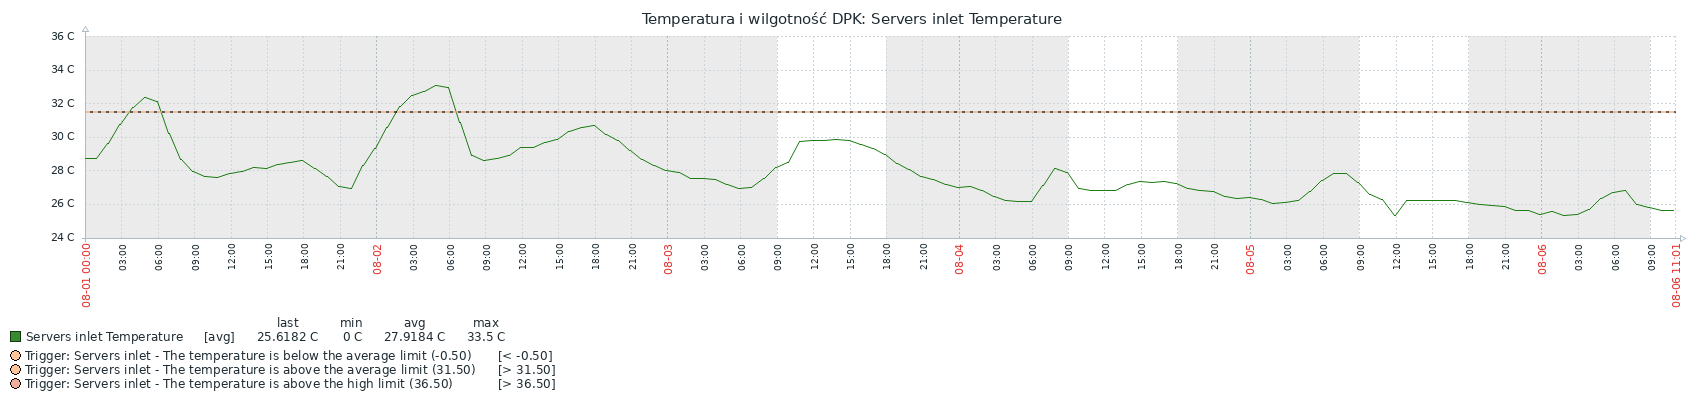 Temperatura i wilgotność DPK: Servers inlet Temperature
36 C
34 C
32 C
30 C
28 C
26 C
24 C
08-01 00:00 03:00 06:00 09:00 12:00 15:00 18:00 21:00 08-02 03:00 06:00 09:00 12:00 15:00 18:00 21:00 08-03 03:00 06:00 09:00 12:00 15:00 18:00 21:00 08-04 03:00 06:00 09:00 12:00 15:00 18:00 21:00 08-05 03:00 06:00 09:00 12:00 15:00 18:00 21:00 08-06 03:00 06:00 09:00 08-06 11:01
last min avg max
Servers inlet Temperature [avg] 25.6182 C 0 C 27.9184 C 33.5 C
Trigger: Servers inlet - The temperature is below the average limit (-0.50) [< -0.50]
Trigger: Servers inlet - The temperature is above the average limit (31.50) [> 31.50]
Trigger: Servers inlet - The temperature is above the high limit (36.50) [> 36.50]